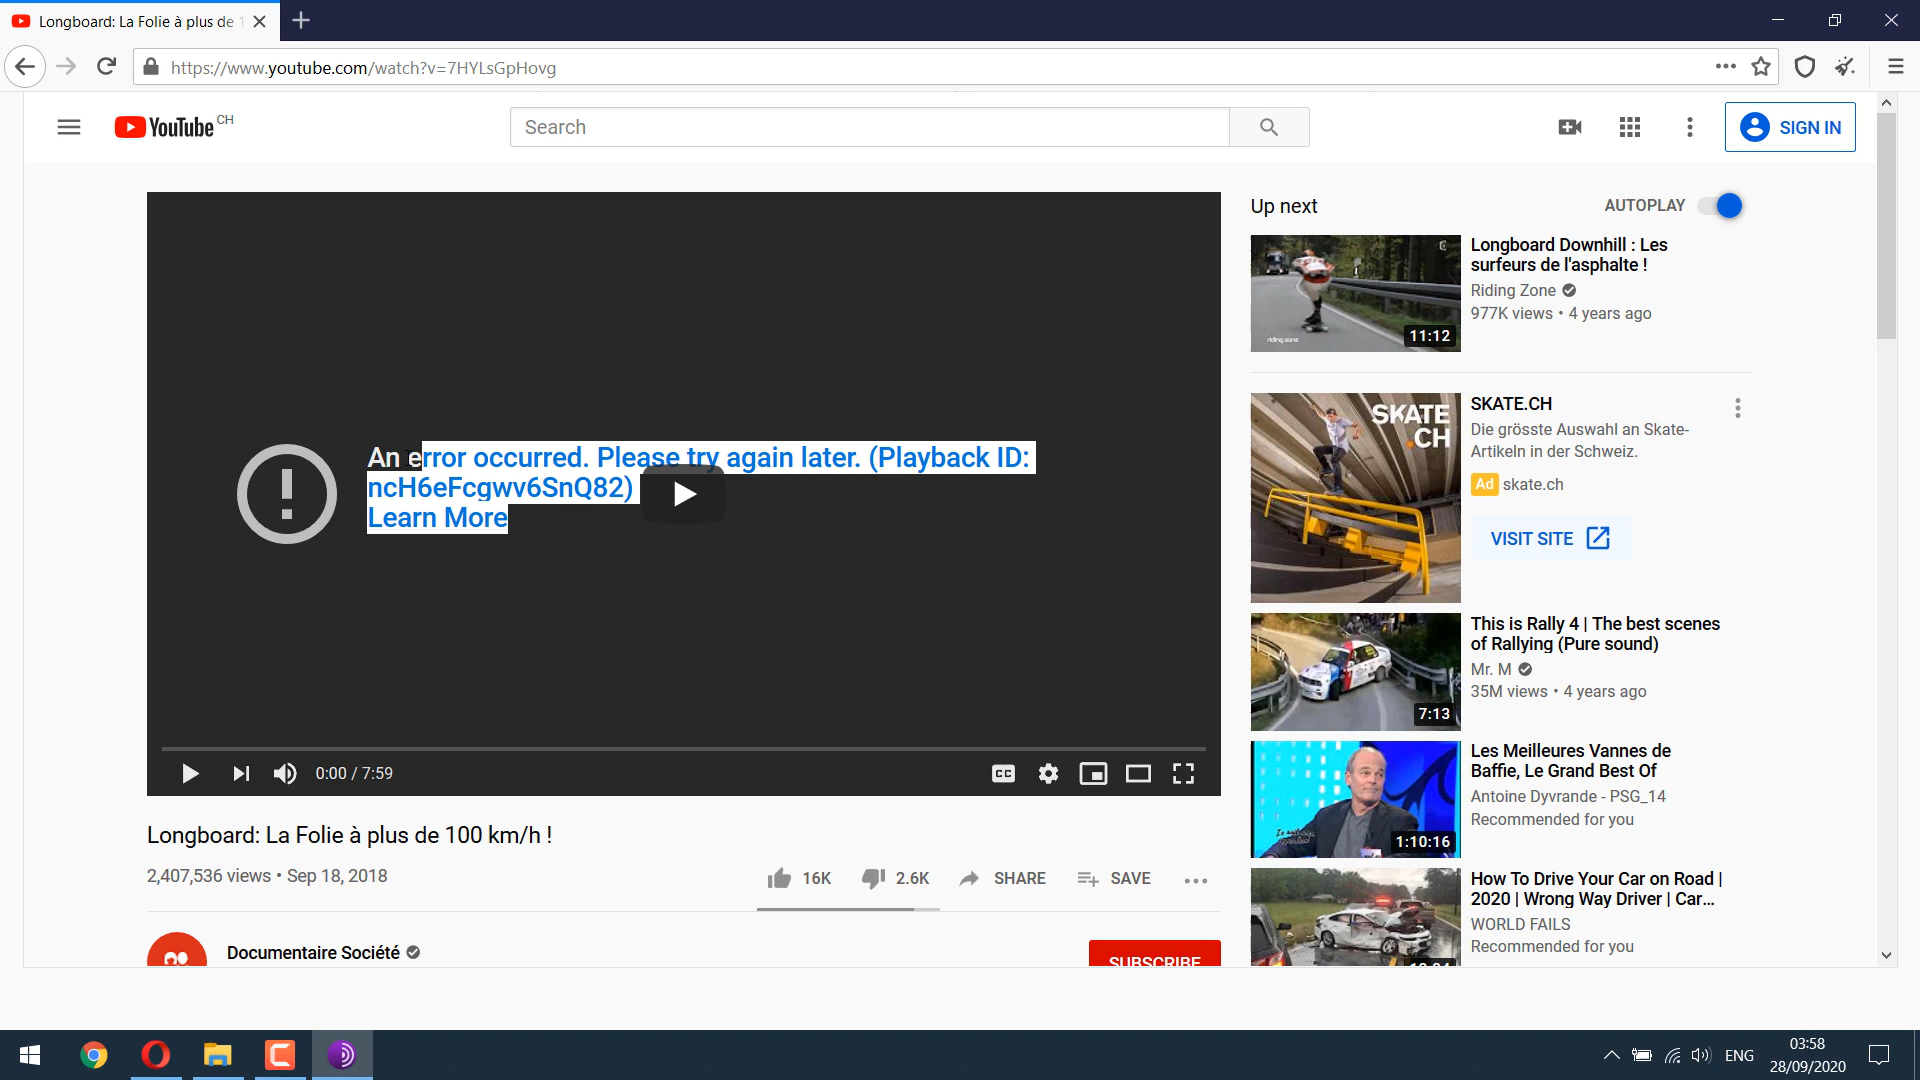 Longboard: La Folie à plus de 1
https://www.youtube.com/watch?v=7HYLsGpHovg
YouTube CH
Search
SIGN IN
An error occurred. Please try again later. (Playback ID:
ncH6eFcgwv6SnQ82)
Learn More
0:00 / 7:59
CC
Longboard: La Folie à plus de 100 km/h !
2,407,536 views • Sep 18, 2018
16K
2.6K
SHARE
SAVE
Documentaire Société
SUBSCRIBE
Up next
AUTOPLAY
riding zone
11:12
Longboard Downhill : Les
surfeurs de l'asphalte !
Riding Zone
977K views • 4 years ago
SKATE
.CH
SKATE.CH
Die grösste Auswahl an Skate-
Artikeln in der Schweiz.
Ad skate.ch
VISIT SITE
7:13
This is Rally 4 | The best scenes
of Rallying (Pure sound)
Mr. M
35M views • 4 years ago
1:10:16
Les Meilleures Vannes de
Baffie, Le Grand Best Of
Antoine Dyvrande - PSG_14
Recommended for you
How To Drive Your Car on Road |
2020 | Wrong Way Driver | Car...
WORLD FAILS
Recommended for you
ENG
03:58
28/09/2020